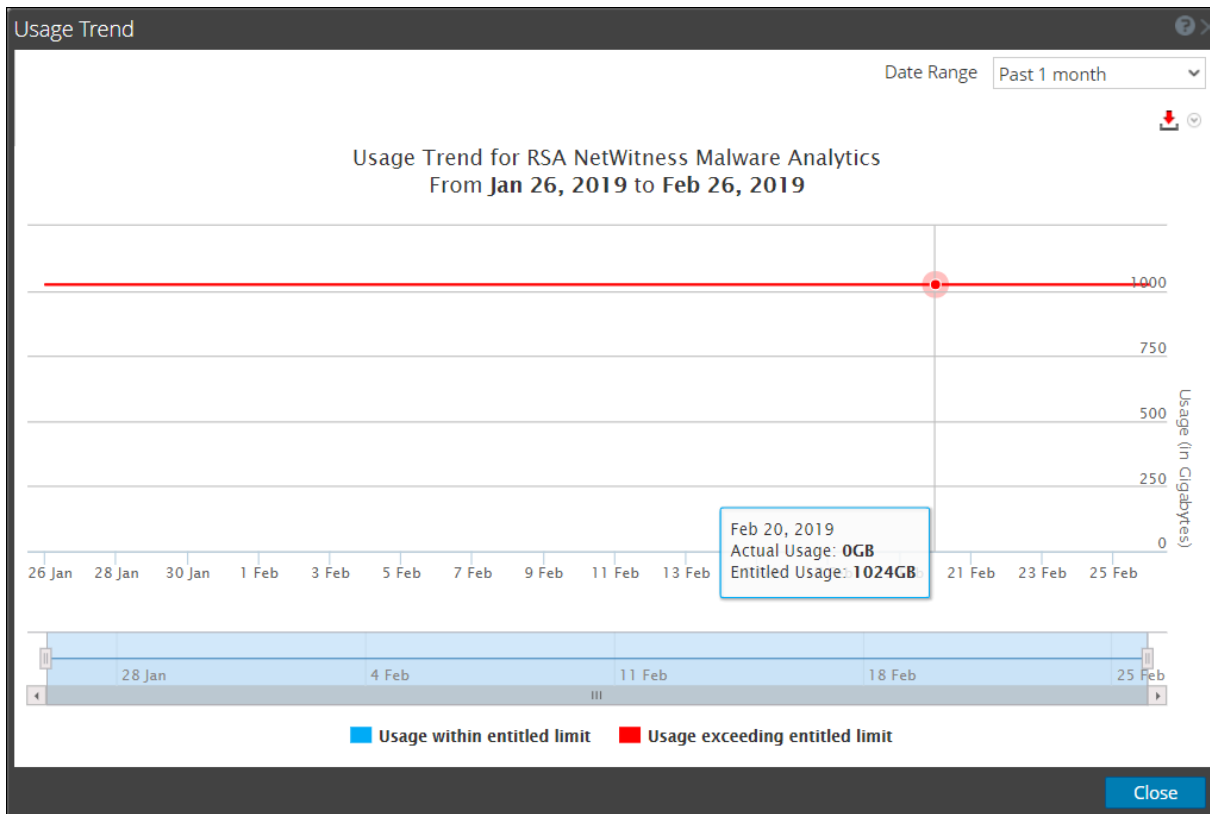 Usage Trend
Date Range Past 1 month
Usage Trend for RSA NetWitness Malware Analytics
From Jan 26, 2019 to Feb 26, 2019
1000
750
500
250
0
Usage (in Gigabytes)
Feb 20, 2019
Actual Usage: 0GB
Entitled Usage: 1024GB
26 Jan 28 Jan 30 Jan 1 Feb 3 Feb 5 Feb 7 Feb 9 Feb 11 Feb 13 Feb 21 Feb 23 Feb 25 Feb
28 Jan 4 Feb 11 Feb 18 Feb 25 Feb
Usage within entitled limit Usage exceeding entitled limit
Close